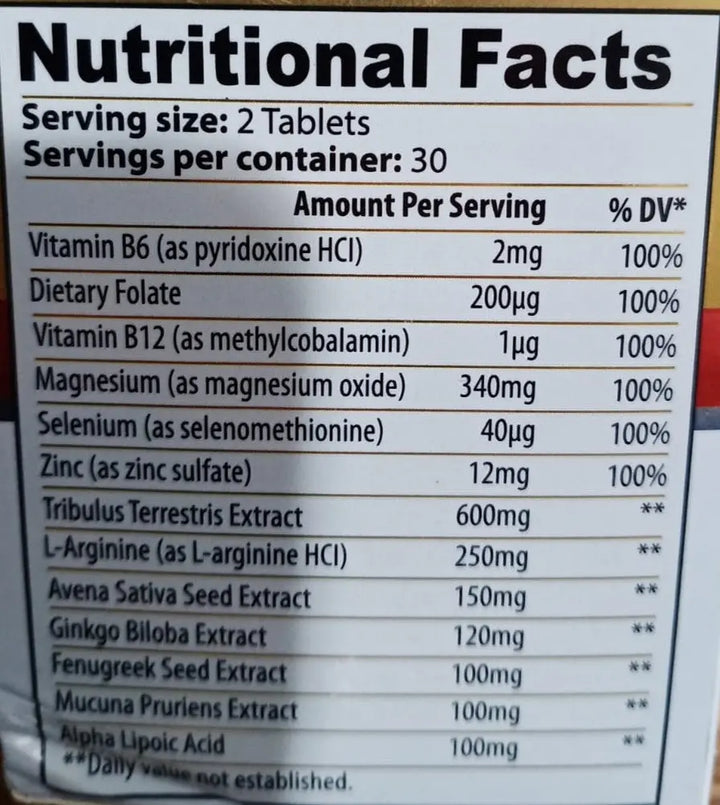 Nutritional Facts
Serving size: 2 Tablets
Servings per container: 30
Amount Per Serving % DV*
Vitamin B6 (as pyridoxine HCl) 2mg 100%
Dietary Folate 200µg 100%
Vitamin B12 (as methylcobalamin) 1µg 100%
Magnesium (as magnesium oxide) 340mg 100%
Selenium (as selenomethionine) 40µg 100%
Zinc (as zinc sulfate) 12mg 100%
Tribulus Terrestris Extract 600mg **
L-Arginine (as L-arginine HCl) 250mg **
Avena Sativa Seed Extract 150mg **
Ginkgo Biloba Extract 120mg **
Fenugreek Seed Extract 100mg **
Mucuna Pruriens Extract 100mg **
Alpha Lipoic Acid 100mg **
**Daily value not established.